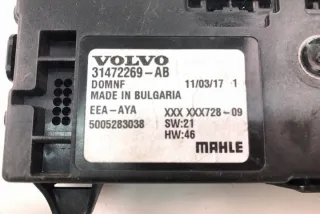 VOLVO
31472269-AB
DOMNF 11/03/17 1
MADE IN BULGARIA
EEA-AYA XXX XXX728-09
5005283038 SW:21
HW:46
MAHLE